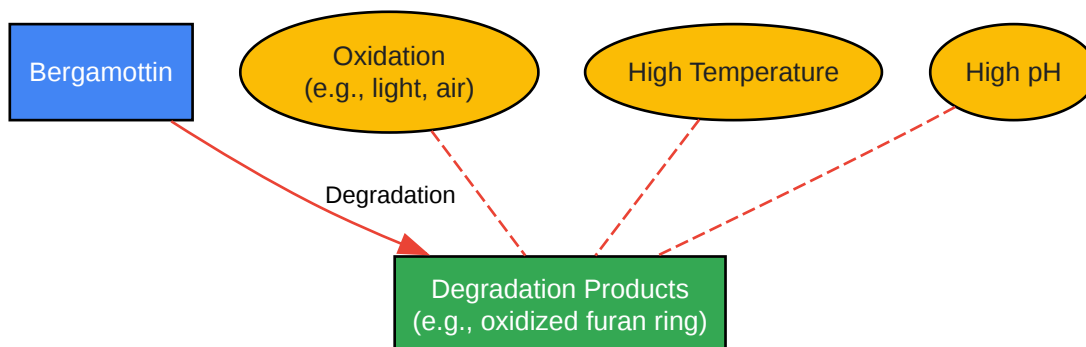 Bergamottin
Oxidation
(e.g., light, air)
High Temperature
High pH
Degradation
Degradation Products
(e.g., oxidized furan ring)